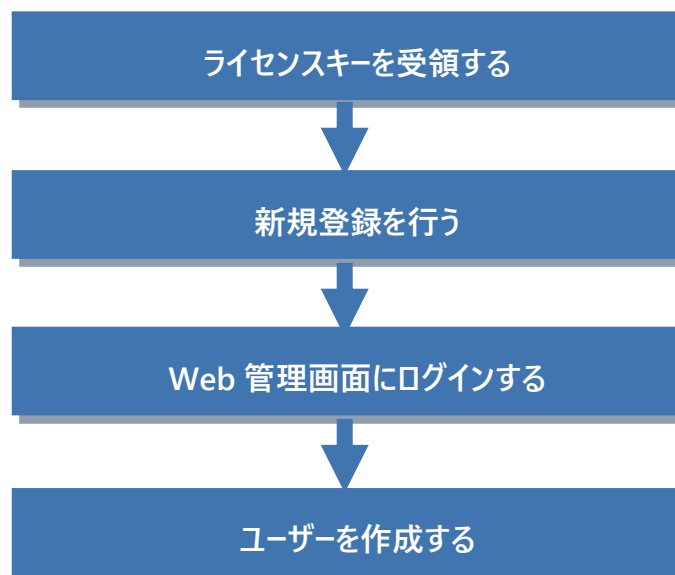 ライセンスキーを受領する
新規登録を行う
Web 管理画面にログインする
ユーザーを作成する